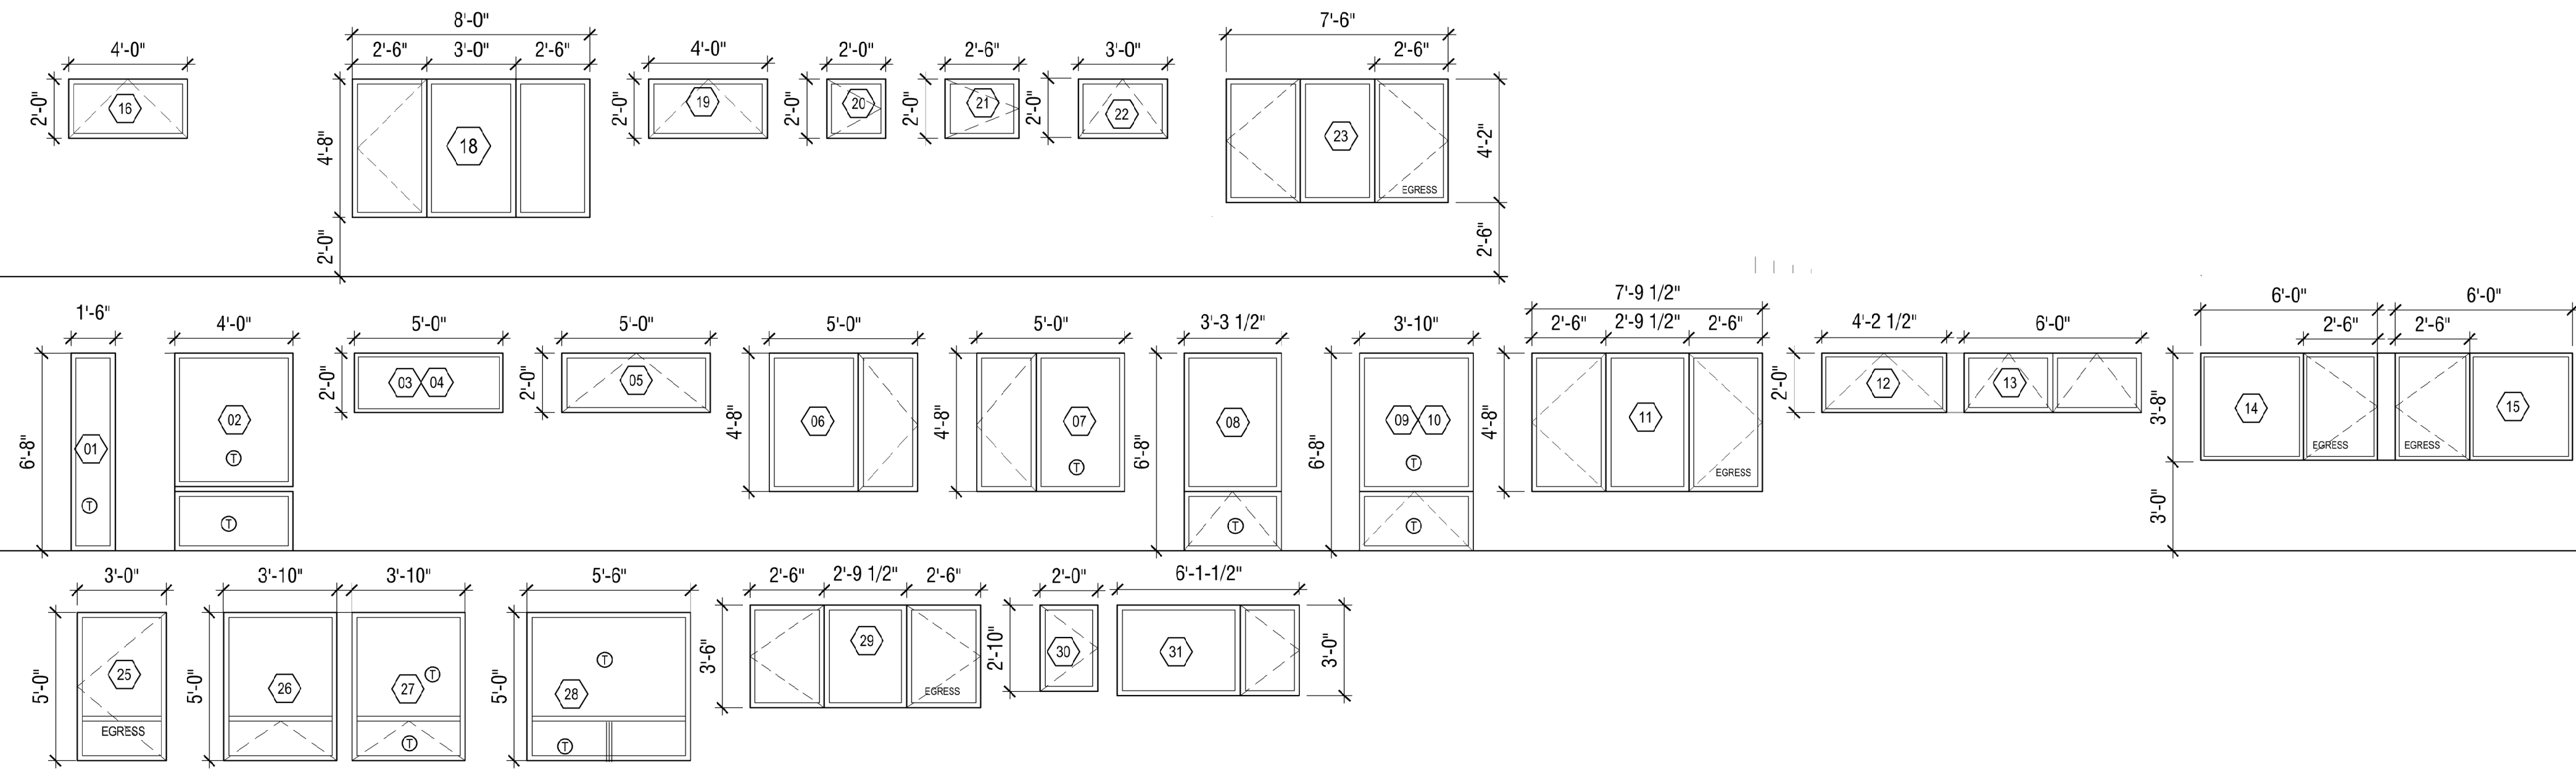 8'-0" 7'-6"
4'-0" 2'-6" 3'-0" 2'-6" 4'-0" 2'-0" 2'-6" 3'-0" 2'-6"
2'-0" 16 4'-8" 18 2'-0" 19 2'-0" 20 2'-0" 21 2'-0" 22 23 EGRESS 4'-2"
2'-0" 2'-6"
7'-9 1/2" 6'-0" 6'-0"
1'-6" 4'-0" 5'-0" 5'-0" 5'-0" 5'-0" 3'-3 1/2" 3'-10" 2'-6" 2'-9 1/2" 2'-6" 4'-2 1/2" 6'-0" 2'-6" 2'-6"
6'-8" 01 T 02 T T 2'-0" 03 04 2'-0" 05 4'-8" 06 4'-8" 07 T 6'-8" 08 T 6'-8" 09 10 T T 4'-8" 11 EGRESS 2'-0" 12 13 3'-8" 14 EGRESS EGRESS 15
3'-0"
3'-0" 3'-10" 3'-10" 5'-6" 2'-6" 2'-9 1/2" 2'-6" 2'-0" 6'-1-1/2"
5'-0" 25 EGRESS 5'-0" 26 27 T T 5'-0" T 28 T 3'-6" 29 EGRESS 2'-10" 30 31 3'-0"